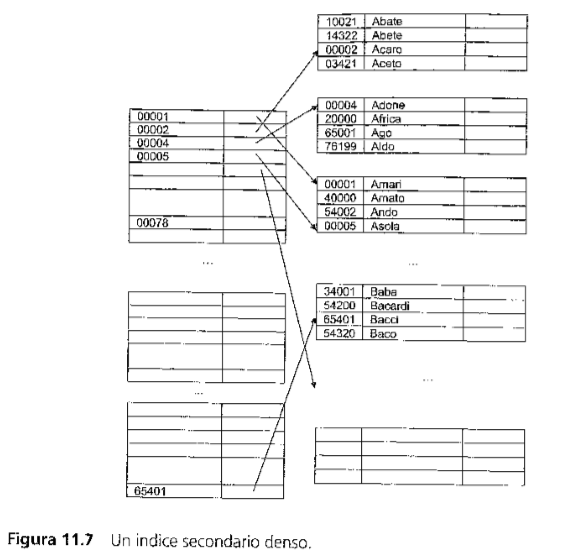 10021 Abate
14322 Abete
00002 Acaro
03421 Aceto
00001
00002
00004
00005
00078
...
00004 Adone
20000 Africa
65001 Ago
76199 Aldo
00001 Amari
40000 Amato
54002 Ando
00005 Asola
...
34001 Baba
54200 Bacardi
65401 Bacci
54320 Baco
...
...
65401
Figura 11.7 Un indice secondario denso.